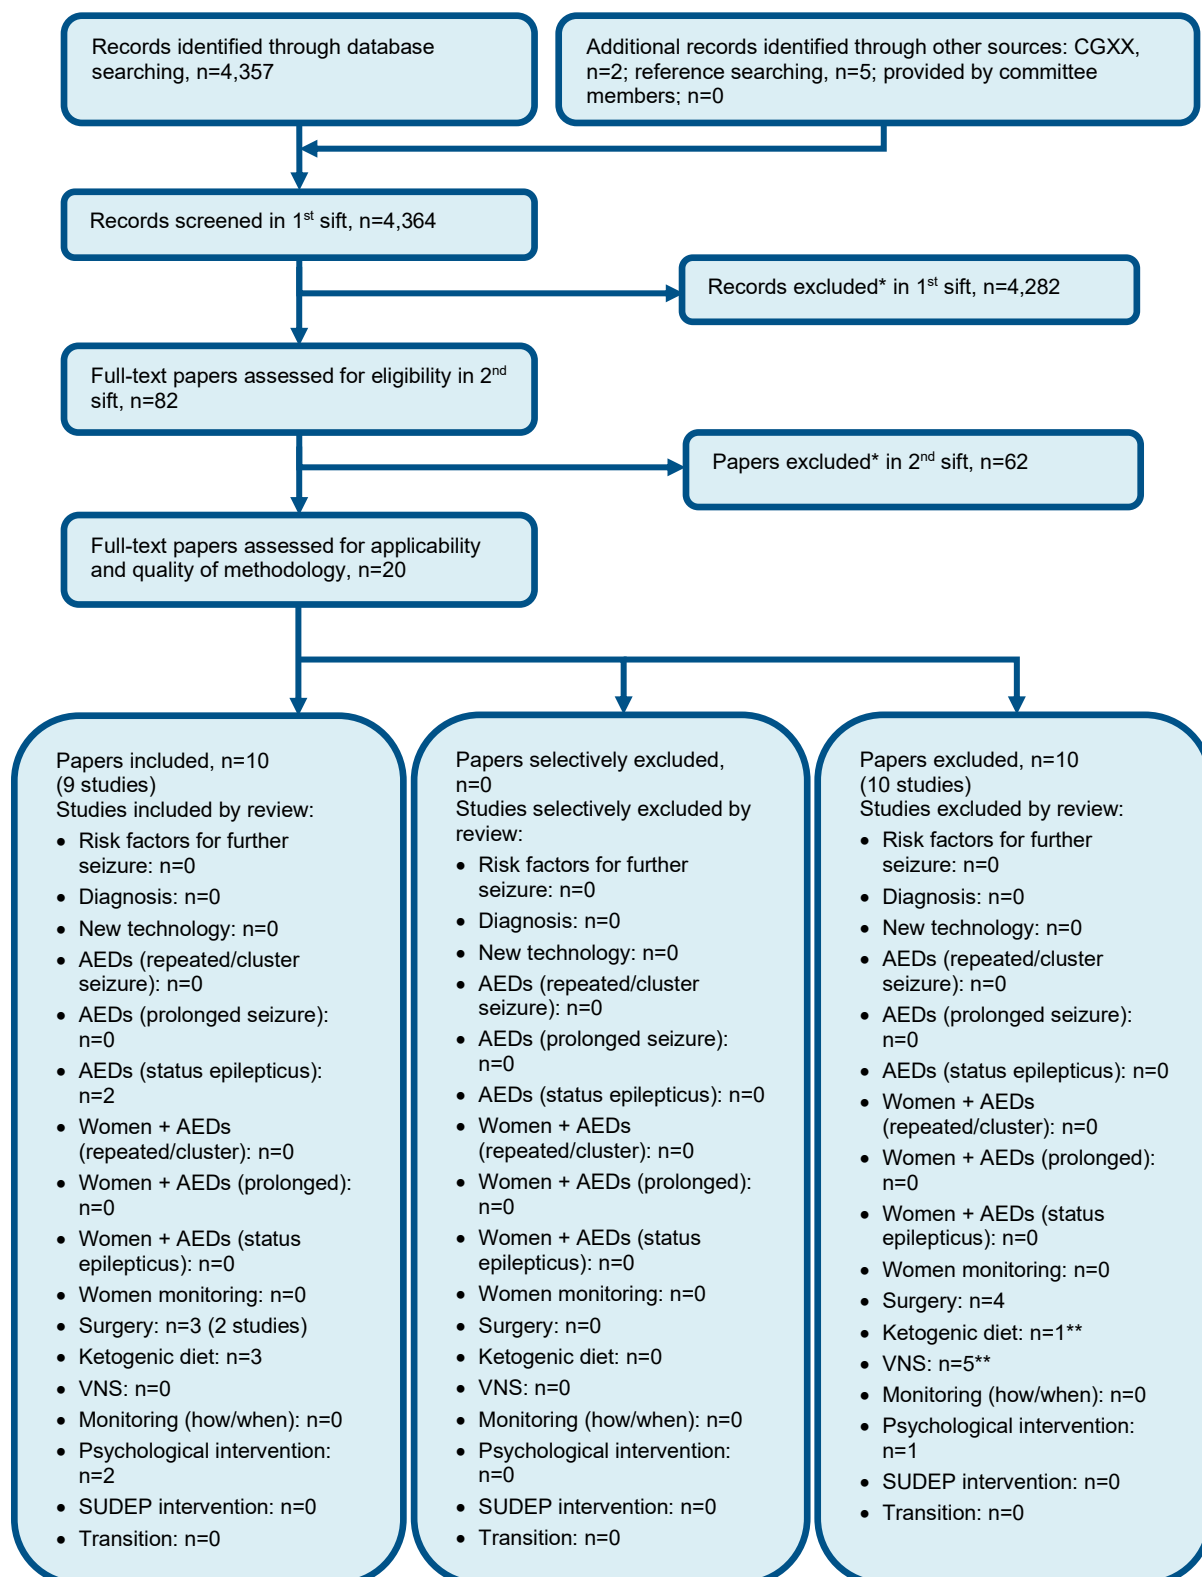 Records identified through database
searching, n=4,357
Additional records identified through other sources: CGXX,
n=2; reference searching, n=5; provided by committee
members; n=0
Records screened in 1st sift, n=4,364
Records excluded* in 1st sift, n=4,282
Full-text papers assessed for eligibility in 2nd
sift, n=82
Papers excluded* in 2nd sift, n=62
Full-text papers assessed for applicability
and quality of methodology, n=20
Papers included, n=10
(9 studies)
Studies included by review:
• Risk factors for further
seizure: n=0
• Diagnosis: n=0
• New technology: n=0
• AEDs (repeated/cluster
seizure): n=0
• AEDs (prolonged seizure):
n=0
• AEDs (status epilepticus):
n=2
• Women + AEDs
(repeated/cluster): n=0
• Women + AEDs (prolonged):
n=0
• Women + AEDs (status
epilepticus): n=0
• Women monitoring: n=0
• Surgery: n=3 (2 studies)
• Ketogenic diet: n=3
• VNS: n=0
• Monitoring (how/when): n=0
• Psychological intervention:
n=2
• SUDEP intervention: n=0
• Transition: n=0
Papers selectively excluded,
n=0
Studies selectively excluded by
review:
• Risk factors for further
seizure: n=0
• Diagnosis: n=0
• New technology: n=0
• AEDs (repeated/cluster
seizure): n=0
• AEDs (prolonged seizure):
n=0
• AEDs (status epilepticus): n=0
• Women + AEDs
(repeated/cluster): n=0
• Women + AEDs (prolonged):
n=0
• Women + AEDs (status
epilepticus): n=0
• Women monitoring: n=0
• Surgery: n=0
• Ketogenic diet: n=0
• VNS: n=0
• Monitoring (how/when): n=0
• Psychological intervention:
n=0
• SUDEP intervention: n=0
• Transition: n=0
Papers excluded, n=10
(10 studies)
Studies excluded by review:
• Risk factors for further
seizure: n=0
• Diagnosis: n=0
• New technology: n=0
• AEDs (repeated/cluster
seizure): n=0
• AEDs (prolonged seizure):
n=0
• AEDs (status epilepticus): n=0
• Women + AEDs
(repeated/cluster): n=0
• Women + AEDs (prolonged):
n=0
• Women + AEDs (status
epilepticus): n=0
• Women monitoring: n=0
• Surgery: n=4
• Ketogenic diet: n=1**
• VNS: n=5**
• Monitoring (how/when): n=0
• Psychological intervention:
n=1
• SUDEP intervention: n=0
• Transition: n=0